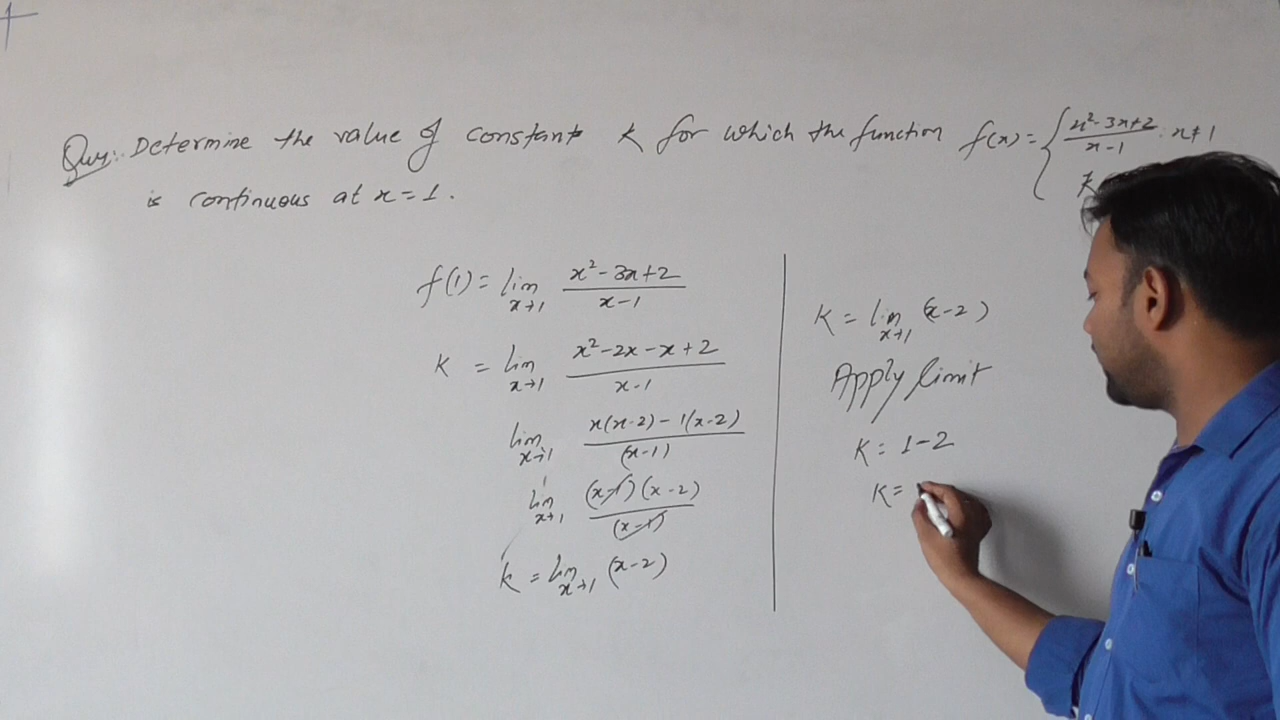 Que:- Determine the value of constant K for which the function f(x) = { x² - 3x + 2 / x - 1 : x ≠ 1
K
is continuous at x = 1.
f(1) = lim x→1 x² - 3x + 2 / x - 1
K = lim x→1 x² - 2x - x + 2 / x - 1
lim x→1 x(x-2) - 1(x-2) / (x-1)
lim x→1 (x-1)(x-2) / (x-1)
k = lim x→1 (x-2)
K = lim x→1 (x-2)
Apply limit
K = 1-2
K =